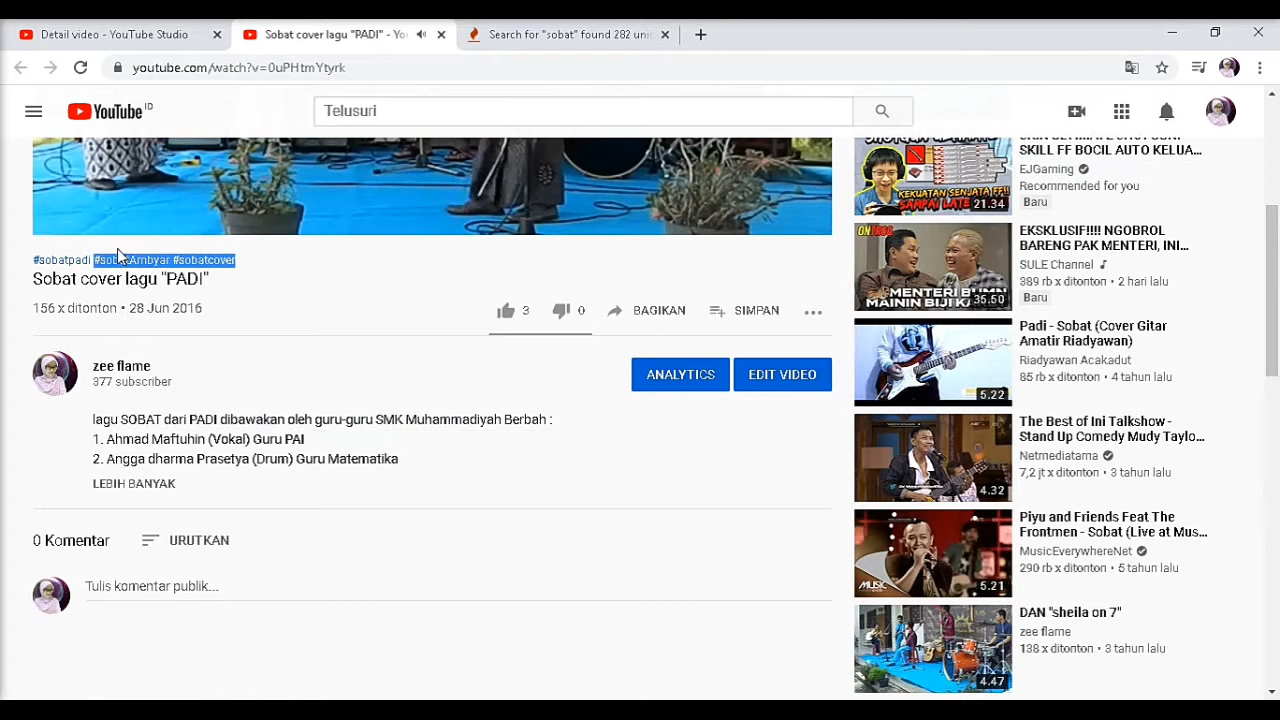 Detail video - YouTube Studio
Sobat cover lagu "PADI" - Yo
Search for "sobat" found 282 unic
youtube.com/watch?v=0uPHtmYtyrk
YouTube ID
Telusuri
#sobatpadi #sobatAmbyar #sobatcover
Sobat cover lagu "PADI"
156 x ditonton • 28 Jun 2016
3
0
BAGIKAN
SIMPAN
zee flame
377 subscriber
ANALYTICS
EDIT VIDEO
lagu SOBAT dari PADI dibawakan oleh guru-guru SMK Muhammadiyah Berbah :
1. Ahmad Maftuhin (Vokal) Guru PAI
2. Angga dharma Prasetya (Drum) Guru Matematika
LEBIH BANYAK
0 Komentar
URUTKAN
Tulis komentar publik...
KEKUATAN SENJATA FF!!
SAMPAI LATE
21.34
SKILL FF BOCIL AUTO KELUA...
EJGaming
Recommended for you
Baru
MENTERI BUMN
MAININ BIJI KA
35.50
EKSKLUSIF!!!! NGOBROL
BARENG PAK MENTERI, INI...
SULE Channel
389 rb x ditonton • 2 hari lalu
Baru
5.22
Padi - Sobat (Cover Gitar
Amatir Riadyawan)
Riadyawan Acakadut
85 rb x ditonton • 4 tahun lalu
4.32
The Best of Ini Talkshow -
Stand Up Comedy Mudy Taylo...
Netmediatama
7,2 jt x ditonton • 3 tahun lalu
MUSIC
5.21
Piyu and Friends Feat The
Frontmen - Sobat (Live at Mus...
MusicEverywhereNet
290 rb x ditonton • 5 tahun lalu
4.47
DAN "sheila on 7"
zee flame
138 x ditonton • 3 tahun lalu